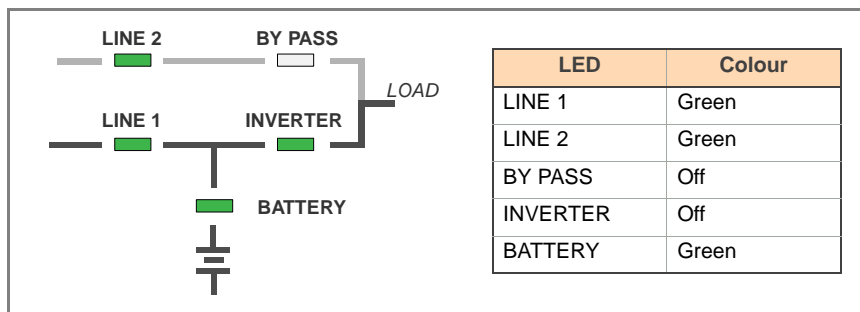 LINE 2 BY PASS
LOAD
LINE 1 INVERTER
BATTERY
LED Colour
LINE 1 Green
LINE 2 Green
BY PASS Off
INVERTER Off
BATTERY Green